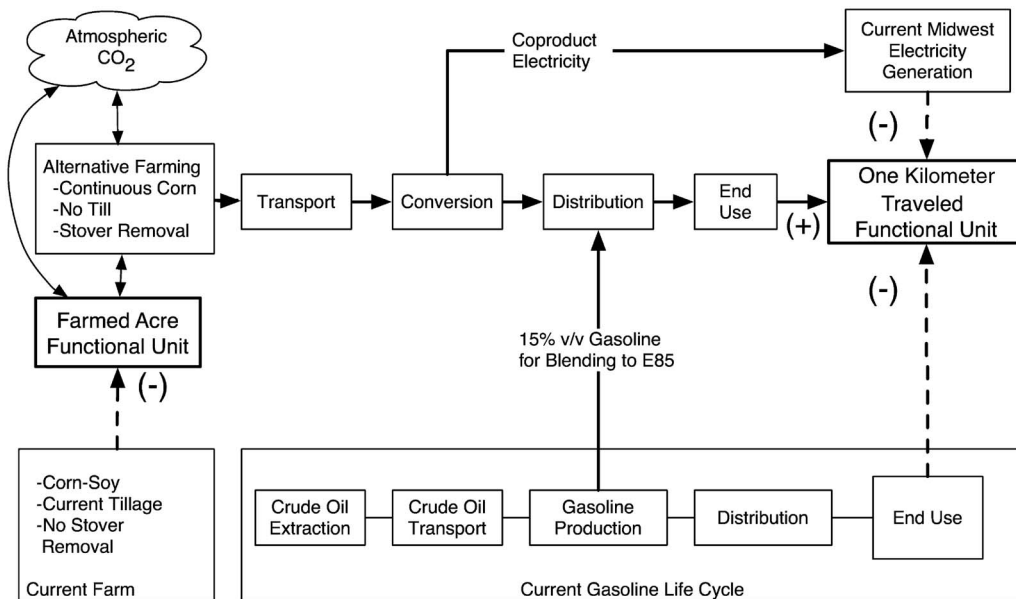 Atmospheric
CO2
Coproduct
Electricity
Current Midwest
Electricity
Generation
(-)
Alternative Farming
-Continuous Corn
-No Till
-Stover Removal
Transport
Conversion
Distribution
End
Use
(+)
One Kilometer
Traveled
Functional Unit
(-)
Farmed Acre
Functional Unit
(-)
15% v/v Gasoline
for Blending to E85
-Corn-Soy
-Current Tillage
-No Stover
Removal
Current Farm
Crude Oil
Extraction
Crude Oil
Transport
Gasoline
Production
Distribution
End Use
Current Gasoline Life Cycle